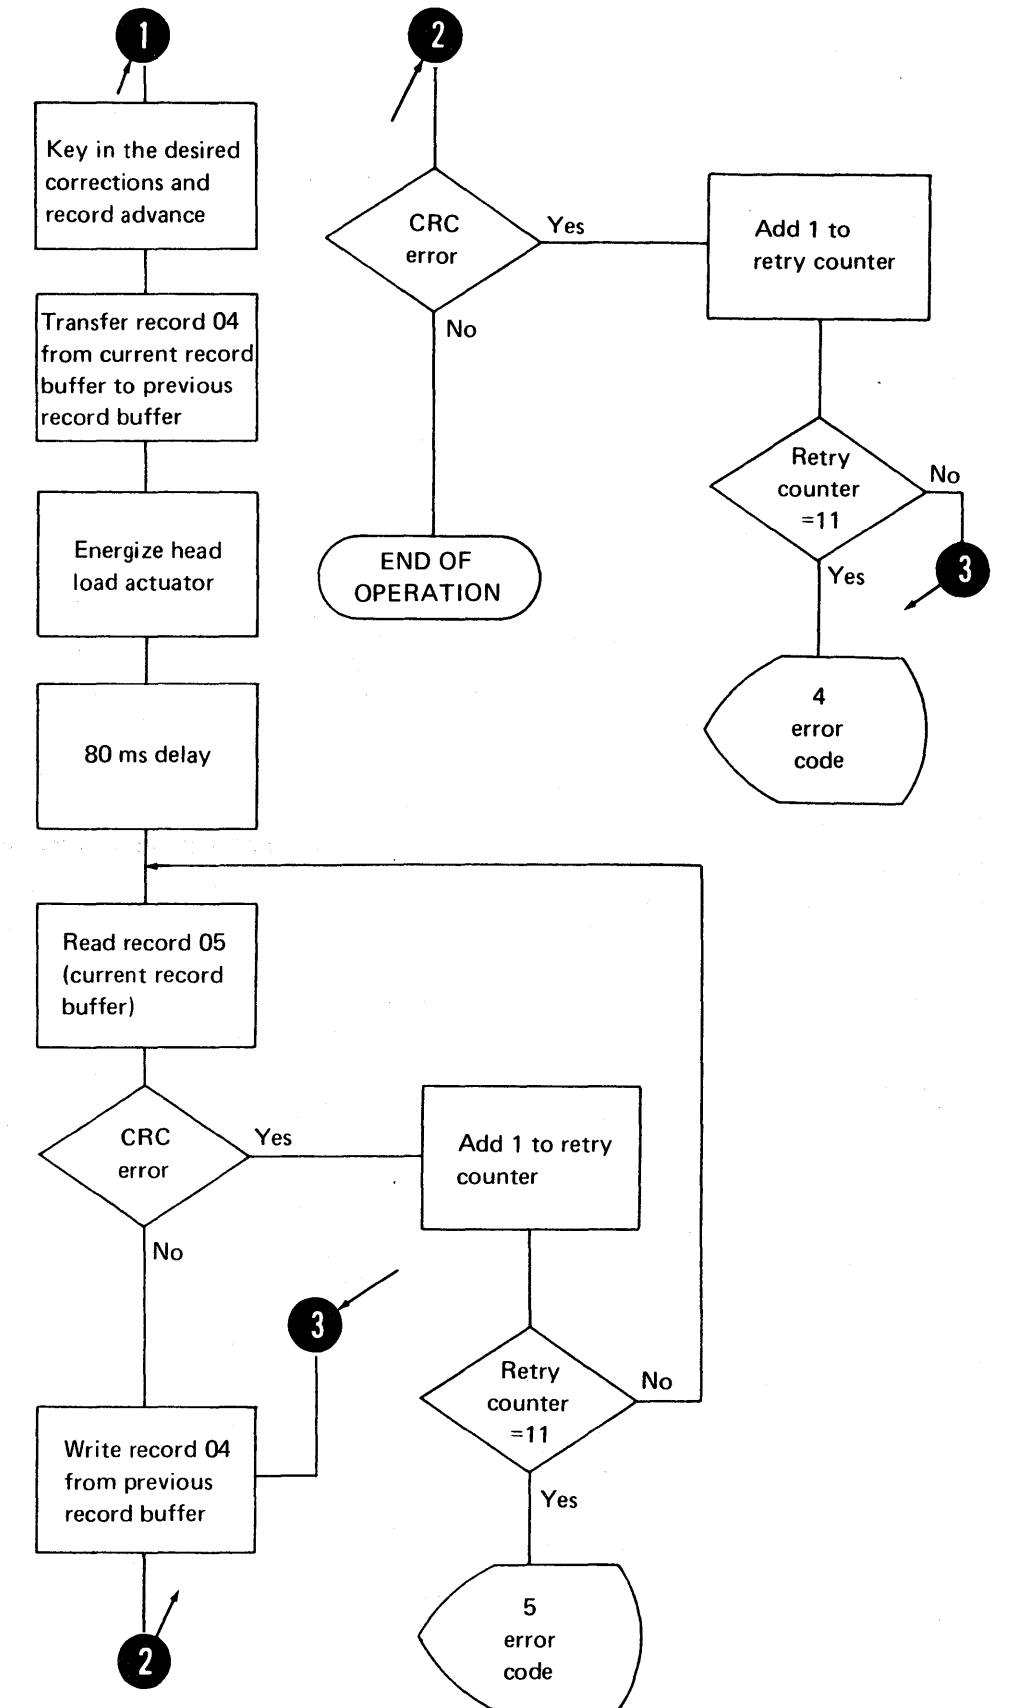 1
Key in the desired
corrections and
record advance
Transfer record 04
from current record
buffer to previous
record buffer
Energize head
load actuator
80 ms delay
Read record 05
(current record
buffer)
CRC
error
Yes
No
Add 1 to retry
counter
3
Retry
counter
=11
No
Yes
Write record 04
from previous
record buffer
2
5
error
code
2
CRC
error
Yes
No
END OF
OPERATION
Add 1 to
retry counter
Retry
counter
=11
No
3
Yes
4
error
code